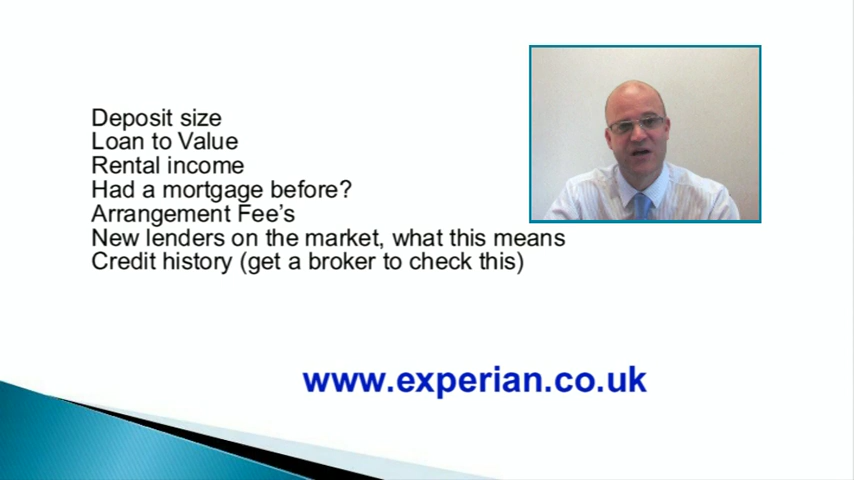 Deposit size
Loan to Value
Rental income
Had a mortgage before?
Arrangement Fee’s
New lenders on the market, what this means
Credit history (get a broker to check this)
www.experian.co.uk